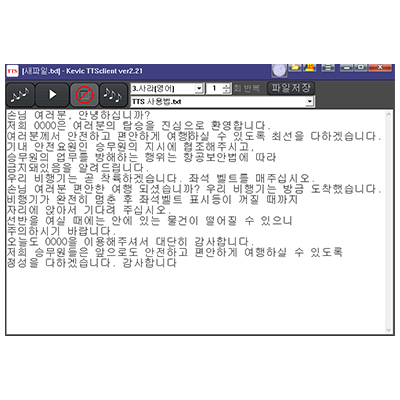 TTS [새파일.txt] - Kevic TTSclient ver2.21
3.사라[영어] 1 회 반복 파일저장
TTS 사용법.txt
손님 여러분, 안녕하십니까?
저희 OOOO은 여러분의 탑승을 진심으로 환영합니다.
여러분께서 안전하고 편안하게 여행하실 수 있도록 최선을 다하겠습니다.
기내 안전요원인 승무원의 지시에 협조해주시고,
승무원의 업무를 방해하는 행위는 항공보안법에 따라
금지돼있음을 알려드립니다.
우리 비행기는 곧 착륙하겠습니다. 좌석 벨트를 매주십시오.
손님 여러분 편안한 여행 되셨습니까? 우리 비행기는 방금 도착했습니다.
비행기가 완전히 멈춘 후 좌석벨트 표시등이 꺼질 때까지
자리에 앉아서 기다려 주십시오.
선반을 여실 때에는 안에 있는 물건이 떨어질 수 있으니
주의하시기 바랍니다.
오늘도 OOOO을 이용해주셔서 대단히 감사합니다.
저희 승무원들은 앞으로도 안전하고 편안하게 여행하실 수 있도록
정성을 다하겠습니다. 감사합니다